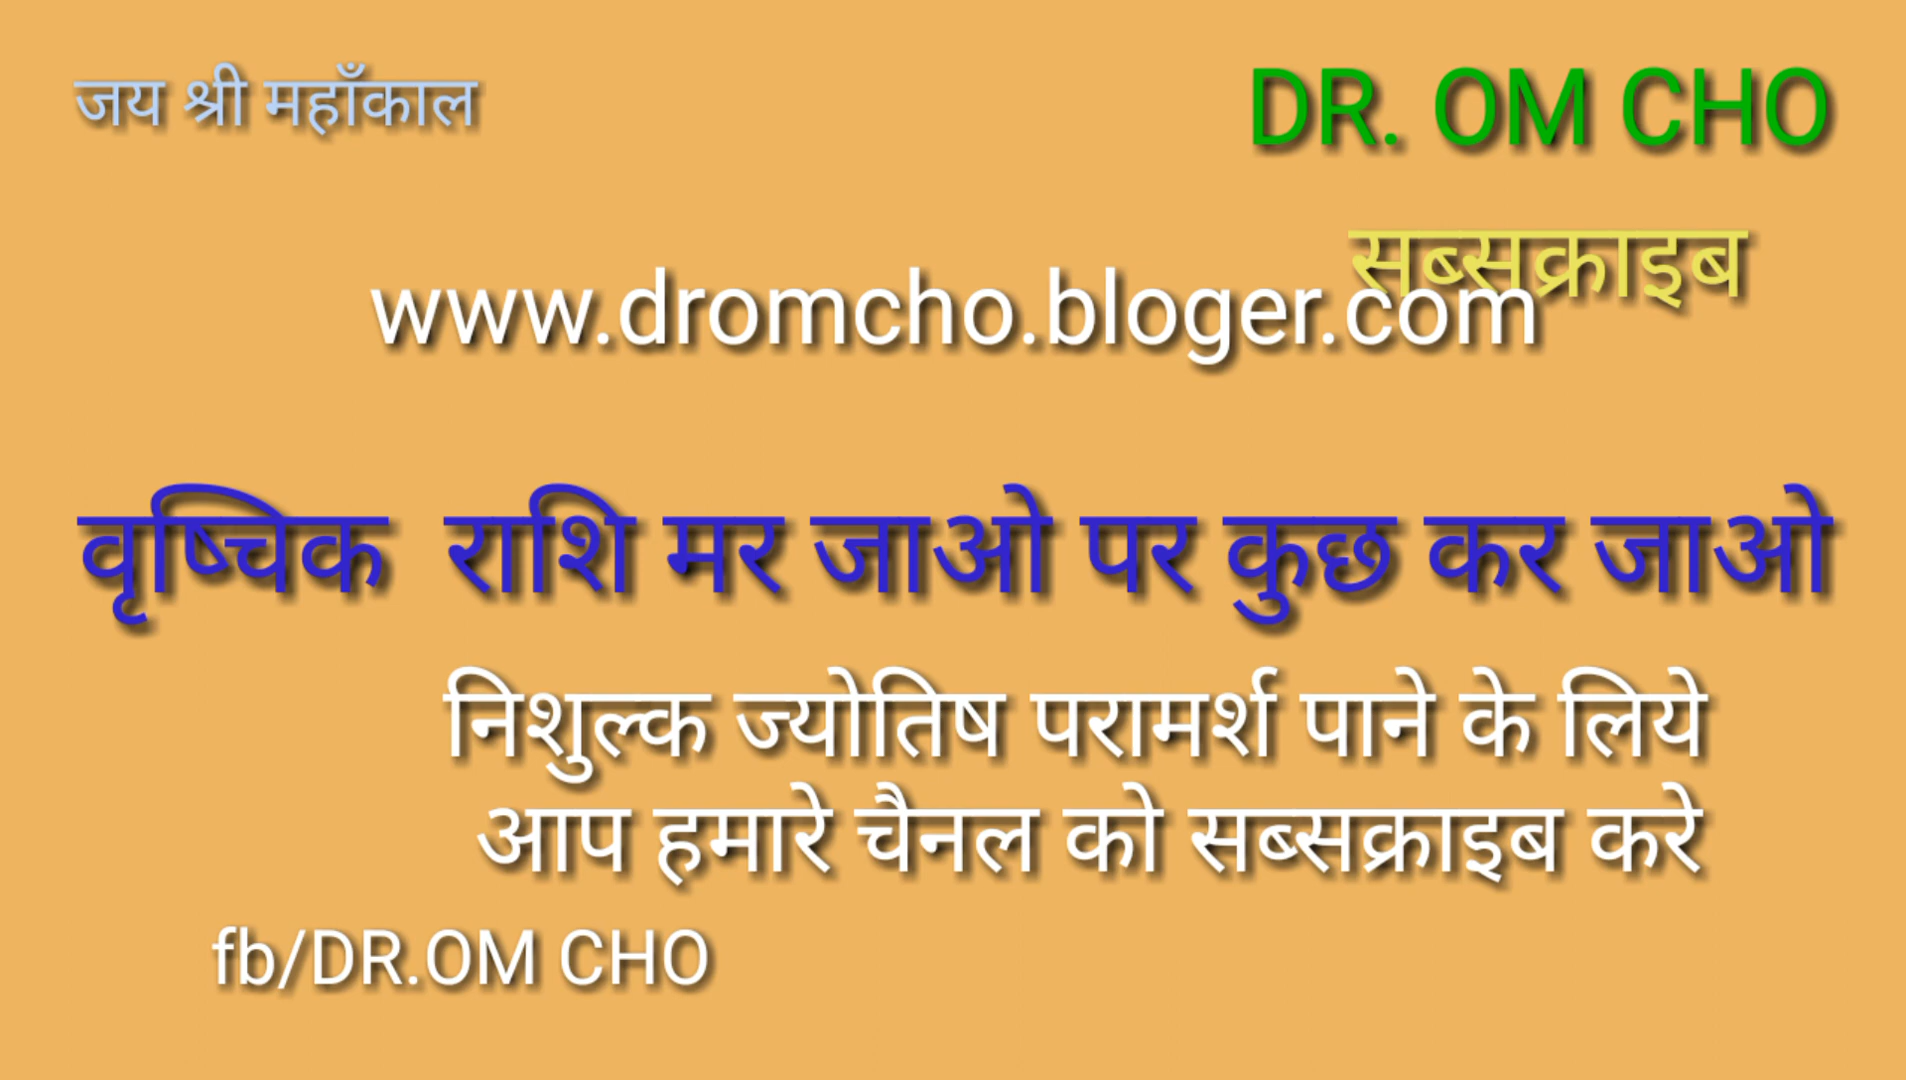 जय श्री महाँकाल
DR. OM CHO
सब्सक्राइब
www.dromcho.bloger.com
वृष्चिक राशि मर जाओ पर कुछ कर जाओ
निशुल्क ज्योतिष परामर्श पाने के लिये
आप हमारे चैनल को सब्सक्राइब करे
fb/DR.OM CHO